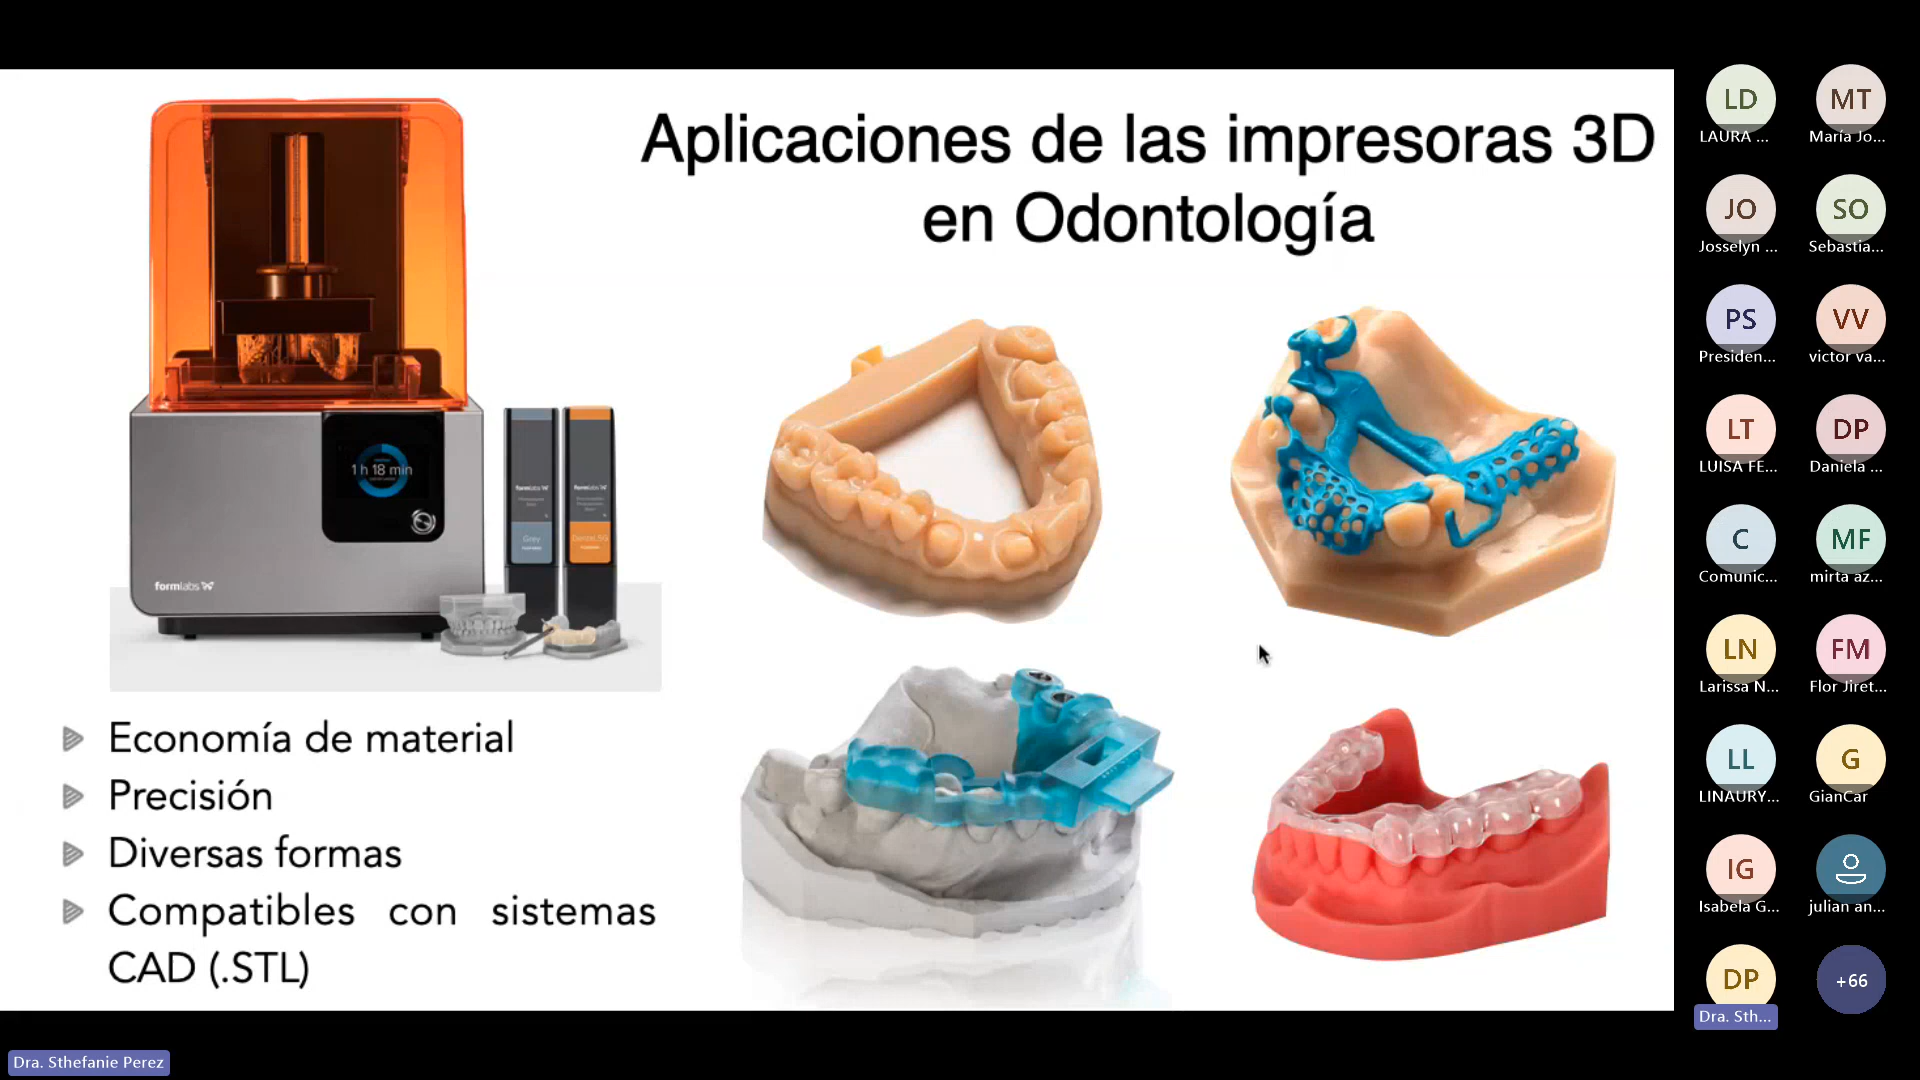 Aplicaciones de las impresoras 3D
en Odontología
1 h 18 min
formlabs
formlabs
formlabs
Grey
Economía de material
Precisión
Diversas formas
Compatibles con sistemas
CAD (.STL)
LD
LAURA ...
MT
María Jo...
JO
Josselyn ...
SO
Sebastia...
PS
Presiden...
VV
victor va...
LT
LUISA FE...
DP
Daniela ...
C
Comunic...
MF
mirta az...
LN
Larissa N...
FM
Flor Jiret...
LL
LINAURY...
G
GianCar
IG
Isabela G...
julian an...
DP
Dra. Sth...
+66
Dra. Sthefanie Perez